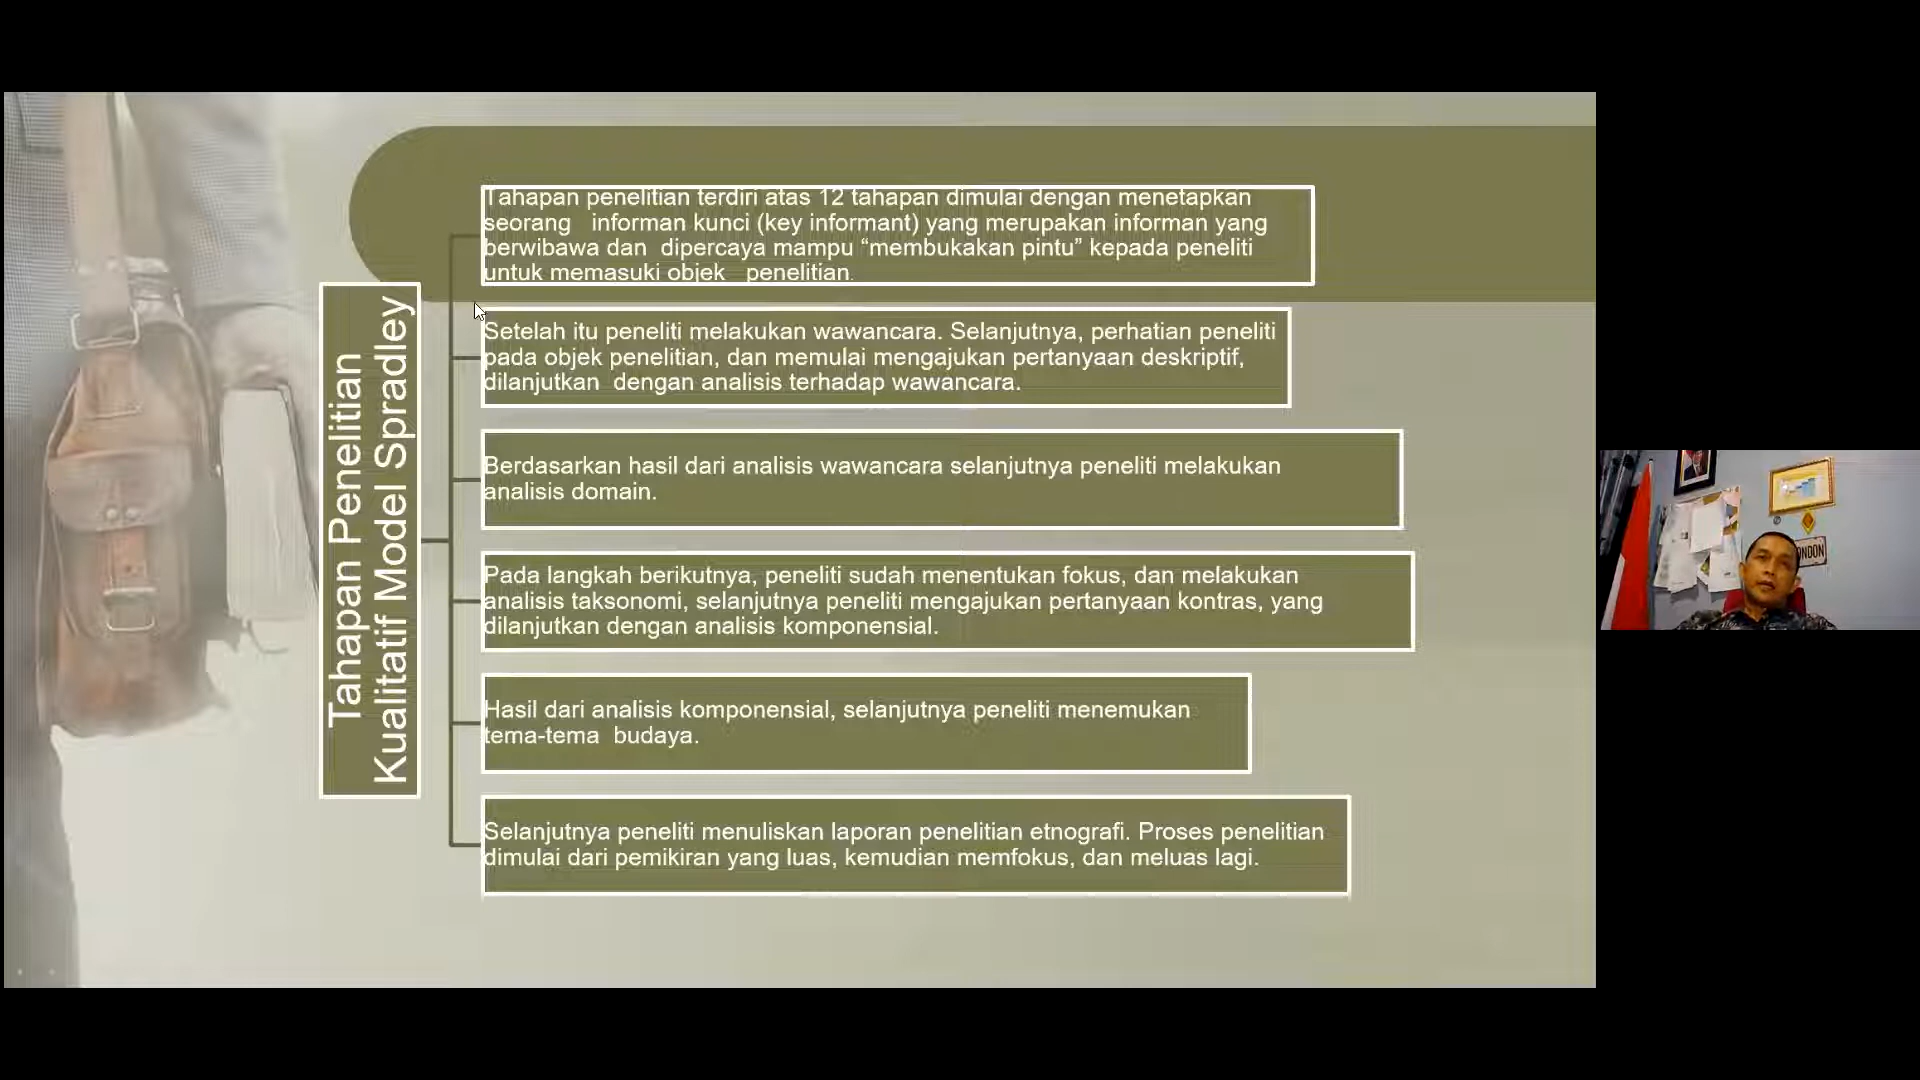 Tahapan Penelitian
Kualitatif Model Spradley
Tahapan penelitian terdiri atas 12 tahapan dimulai dengan menetapkan
seorang informan kunci (key informant) yang merupakan informan yang
berwibawa dan dipercaya mampu “membukakan pintu” kepada peneliti
untuk memasuki objek penelitian.
Setelah itu peneliti melakukan wawancara. Selanjutnya, perhatian peneliti
pada objek penelitian, dan memulai mengajukan pertanyaan deskriptif,
dilanjutkan dengan analisis terhadap wawancara.
Berdasarkan hasil dari analisis wawancara selanjutnya peneliti melakukan
analisis domain.
Pada langkah berikutnya, peneliti sudah menentukan fokus, dan melakukan
analisis taksonomi, selanjutnya peneliti mengajukan pertanyaan kontras, yang
dilanjutkan dengan analisis komponensial.
Hasil dari analisis komponensial, selanjutnya peneliti menemukan
tema-tema budaya.
Selanjutnya peneliti menuliskan laporan penelitian etnografi. Proses penelitian
dimulai dari pemikiran yang luas, kemudian memfokus, dan meluas lagi.